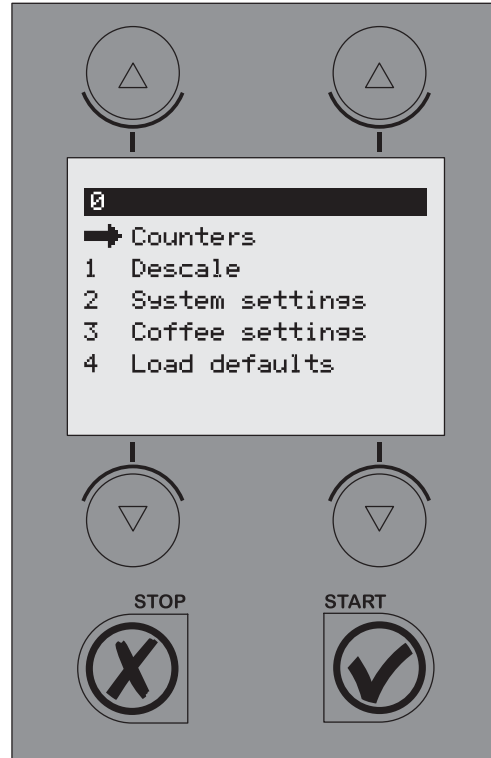 0
Counters
1 Descale
2 System settings
3 Coffee settings
4 Load defaults
STOP START